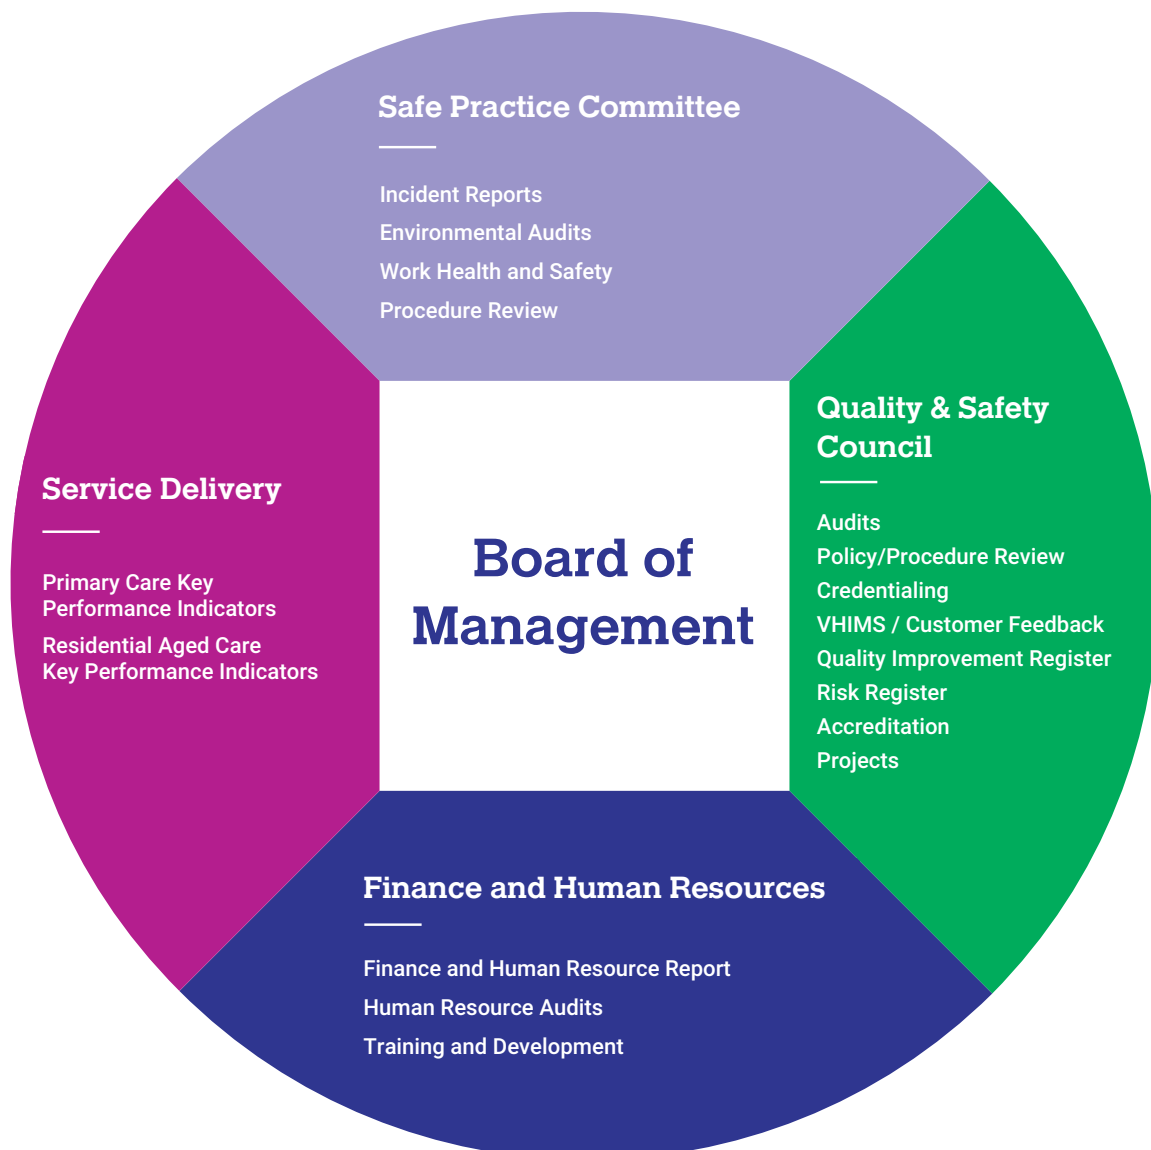 Safe Practice Committee
Incident Reports
Environmental Audits
Work Health and Safety
Procedure Review
Quality & Safety
Council
Audits
Policy/Procedure Review
Credentialing
VHIMS / Customer Feedback
Quality Improvement Register
Risk Register
Accreditation
Projects
Service Delivery
Primary Care Key
Performance Indicators
Residential Aged Care
Key Performance Indicators
Board of
Management
Finance and Human Resources
Finance and Human Resource Report
Human Resource Audits
Training and Development